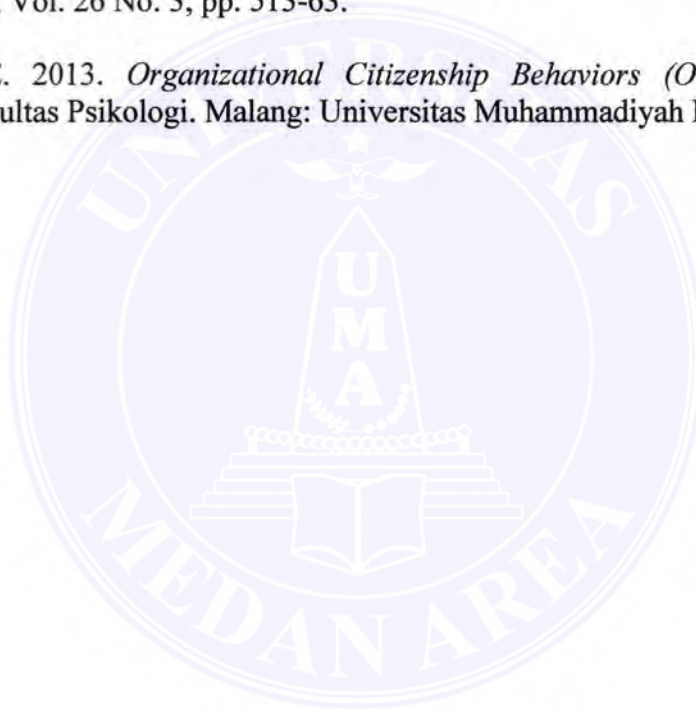 Vol. 26 No. 3, pp. 513-63.
2013. Organizational Citizenship Behaviors (O
ultas Psikologi. Malang: Universitas Muhammadiyah
UNIVERSITAS
U
M
A
MEDAN AREA